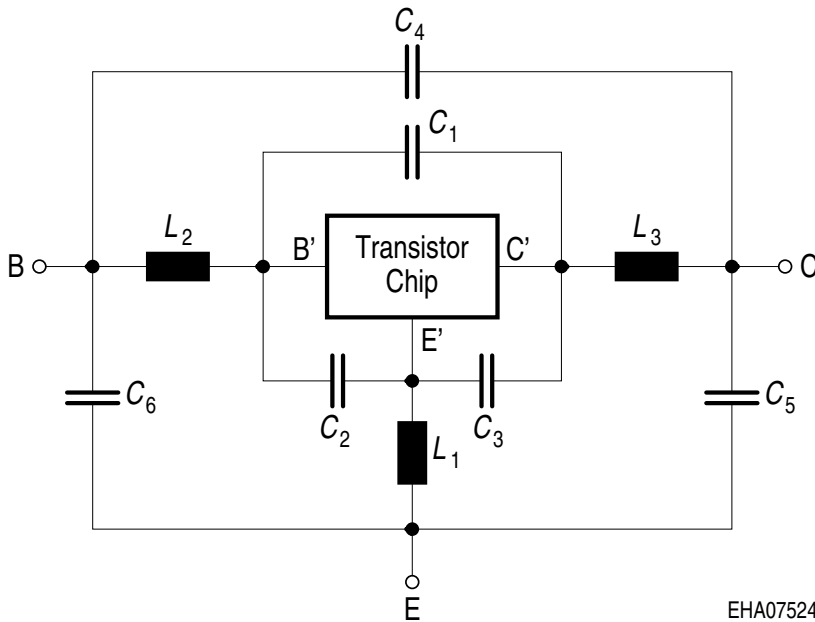 C4
C1
L2
L3
B
B’
Transistor
Chip
C’
C
E’
C6
C2
C3
C5
L1
E
EHA07524